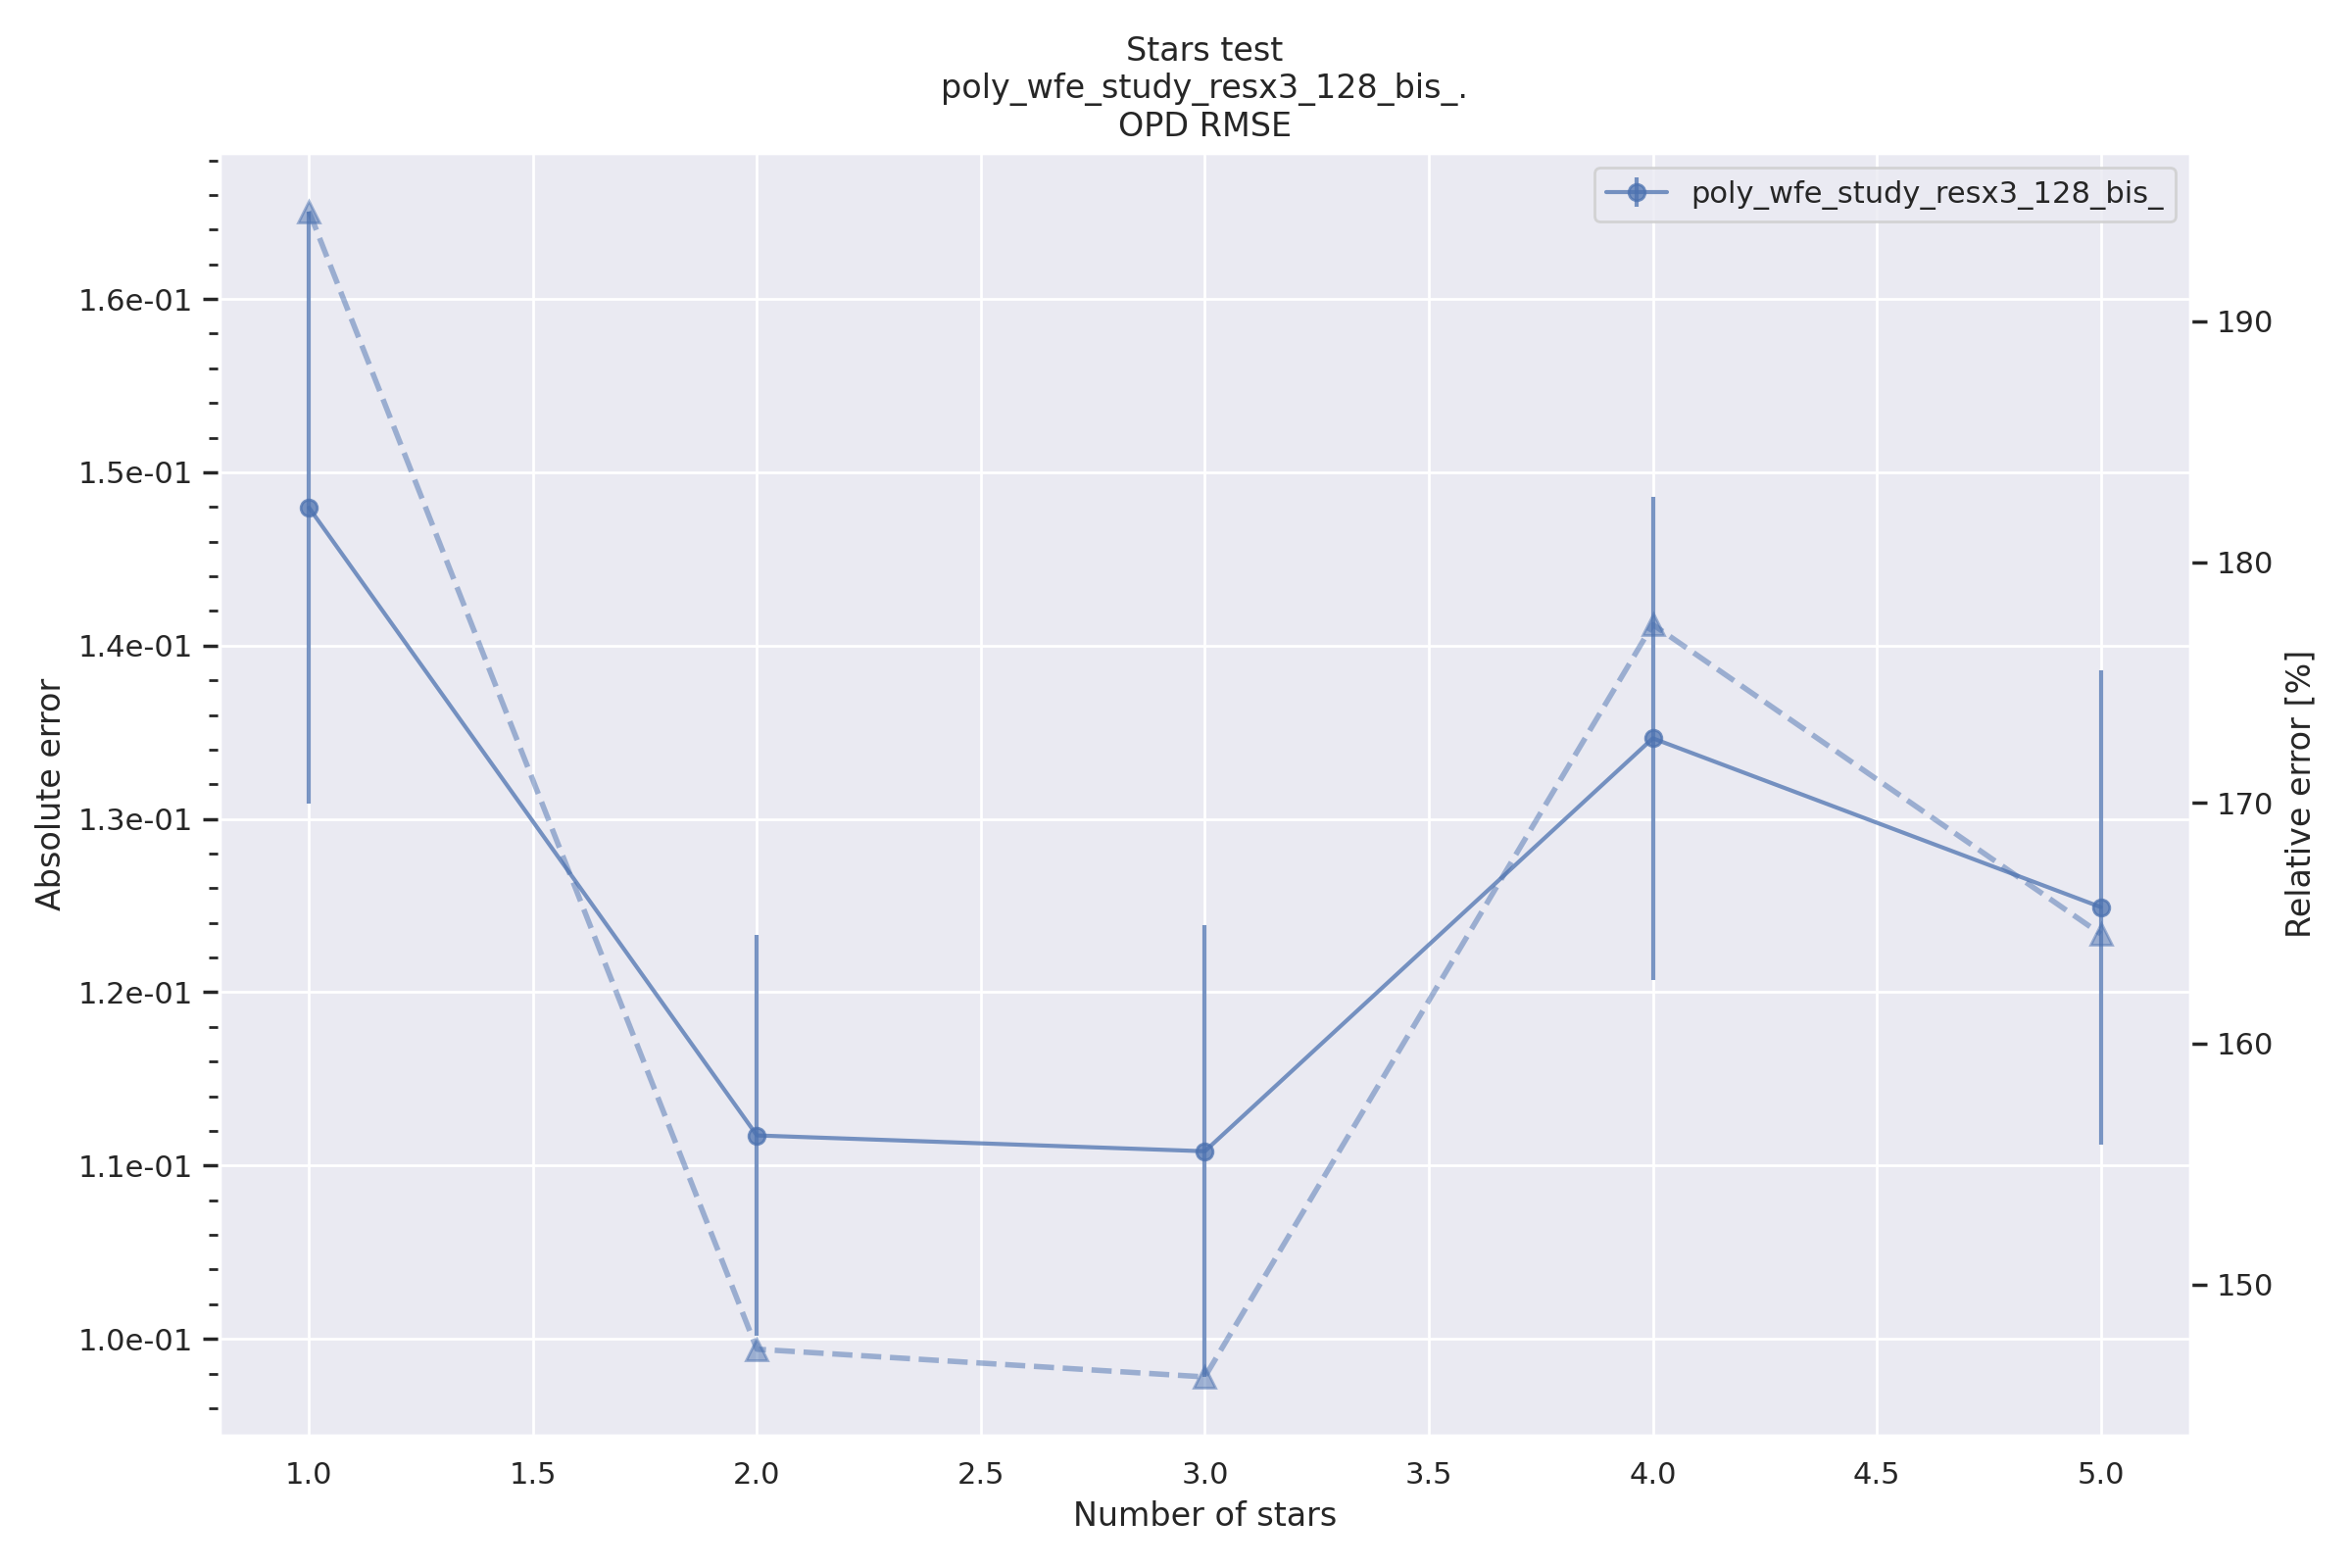 Stars test
poly_wfe_study_resx3_128_bis_.
OPD RMSE
poly_wfe_study_resx3_128_bis_
Absolute error
1.6e-01
1.5e-01
1.4e-01
1.3e-01
1.2e-01
1.1e-01
1.0e-01
190
180
170
160
150
Relative error [%]
1.0 1.5 2.0 2.5 3.0 3.5 4.0 4.5 5.0
Number of stars